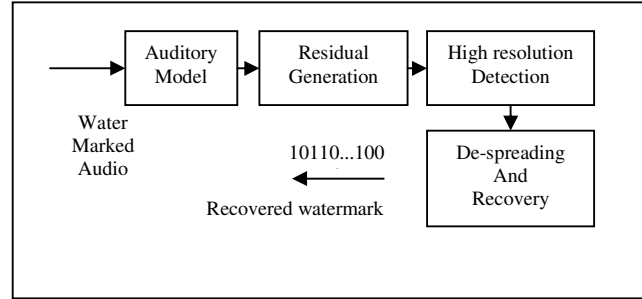 Auditory
Model
Residual
Generation
High resolution
Detection
Water
Marked
Audio
De-spreading
And
Recovery
10110...100
Recovered watermark